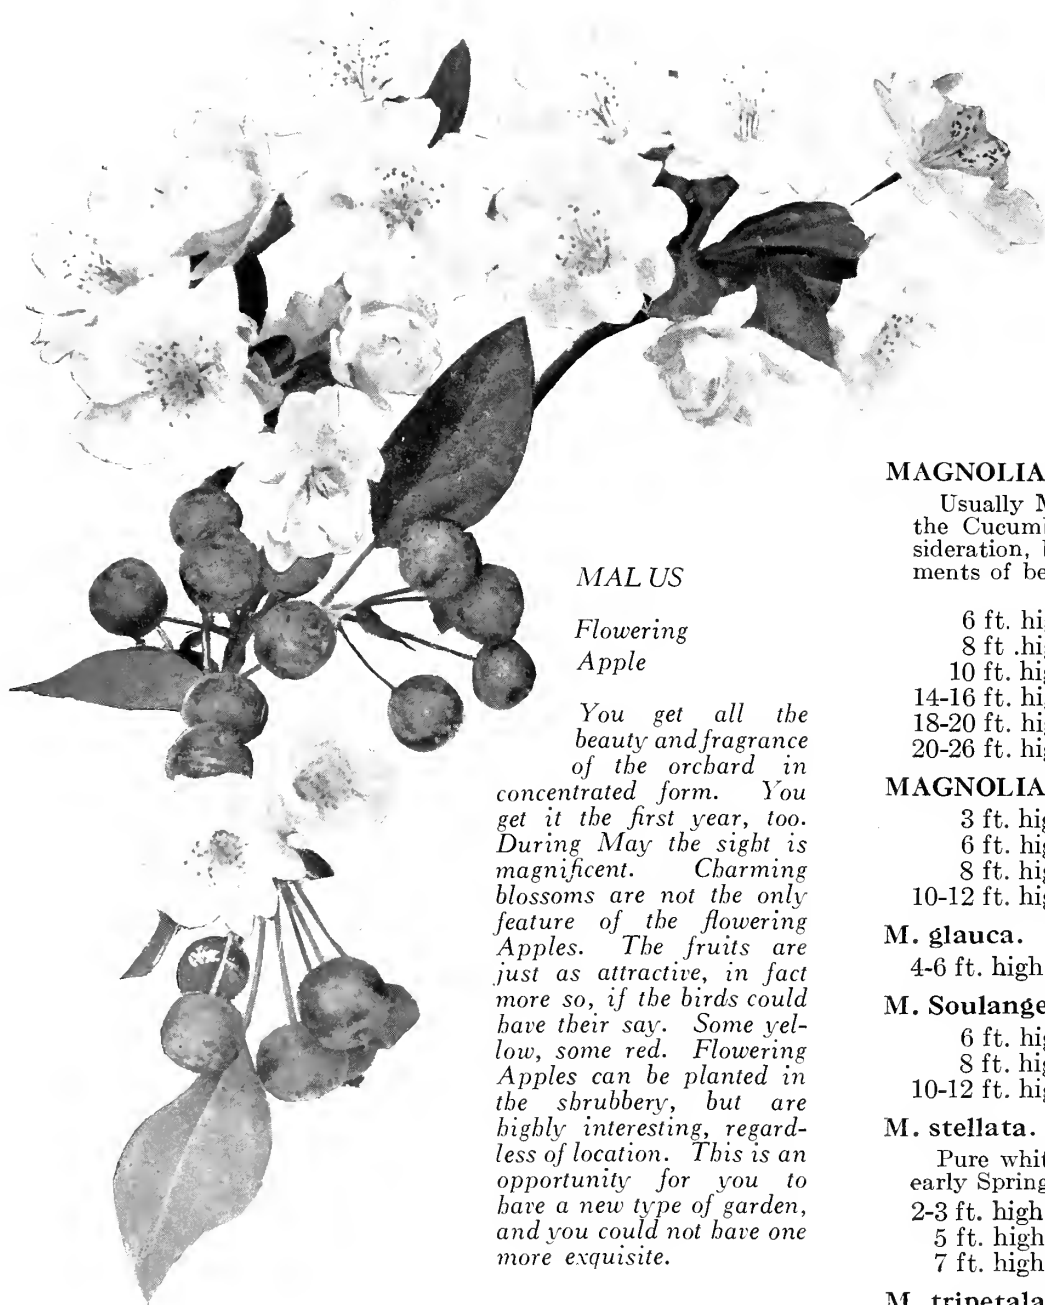 MALUS
Flowering
Apple
You get all the
beauty and fragrance
of the orchard in
concentrated form. You
get it the first year, too.
During May the sight is
magnificent. Charming
blossoms are not the only
feature of the flowering
Apples. The fruits are
just as attractive, in fact
more so, if the birds could
have their say. Some yel-
low, some red. Flowering
Apples can be planted in
the shrubbery, but are
highly interesting, regard-
less of location. This is an
opportunity for you to
have a new type of garden,
and you could not have one
more exquisite.
MAGNOLIA
Usually
the
sideration,
ments of be
6 ft.
8 ft
10 ft.
14-16 ft.
18-20 ft.
20-26 ft.
MAGNOLIA
3 ft.
6 ft.
8 ft.
10-12 ft.
M. glauca.
4-6 ft. high
M. Soulange
6 ft.
8 ft.
10-12 ft.
M. stellata.
Pure whit
early Spring
2-3 ft. high
5 ft. high
7 ft. high
M. tripetala